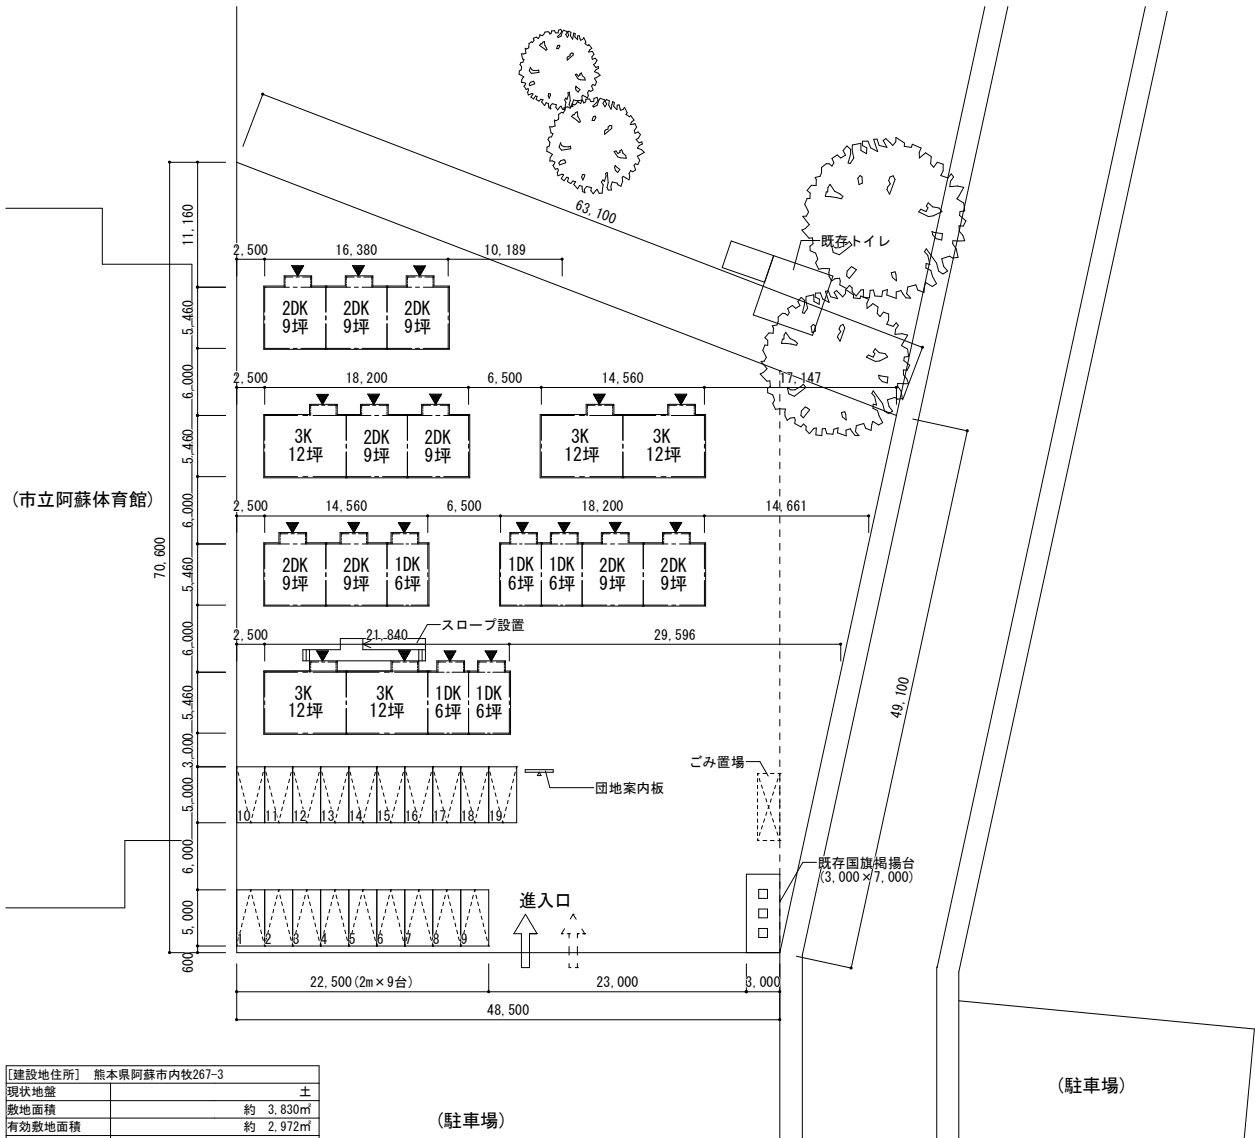 63,100
既存トイレ
11,160
2,500 16,380 10,189
2DK 2DK 2DK
9坪 9坪 9坪
5,460
6,000
2,500 18,200 6,500 14,560 17,147
3K 2DK 2DK 3K 3K
12坪 9坪 9坪 12坪 12坪
5,460
(市立阿蘇体育館)
6,000
70,600
2,500 14,560 6,500 18,200 14,661
2DK 2DK 1DK 1DK 1DK 2DK 2DK
9坪 9坪 6坪 6坪 6坪 9坪 9坪
5,460
スロープ設置
6,000
2,500 21,840 29,596
3K 3K 1DK 1DK
12坪 12坪 6坪 6坪
5,460
49,100
3,000
ごみ置場
団地案内板
5,000
10 11 12 13 14 15 16 17 18 19
6,000
既存国旗掲揚台
(3,000×7,000)
進入口
5,000
1 2 3 4 5 6 7 8 9
600
22,500(2m×9台) 23,000 3,000
48,500
[建設地住所] 熊本県阿蘇市内牧267-3
現状地盤 土
敷地面積 約 3,830㎡
有効敷地面積 約 2,972㎡
(駐車場)
(駐車場)